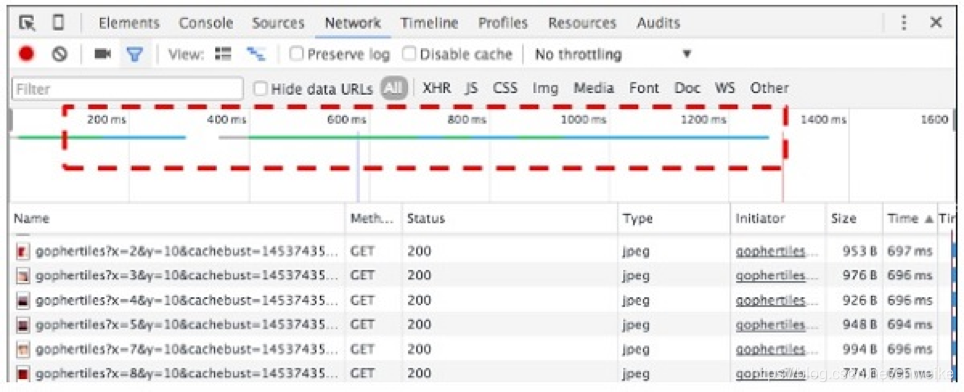 Elements Console Sources Network Timeline Profiles Resources Audits
View: Preserve log Disable cache No throttling
Filter Hide data URLs All XHR JS CSS Img Media Font Doc WS Other
200 ms 400 ms 600 ms 800 ms 1000 ms 1200 ms 1400 ms 1600
Name Meth... Status Type Initiator Size Time Tir
gophertiles?x=2&y=10&cachebust=14537435... GET 200 jpeg gophertiles... 953 B 697 ms
gophertiles?x=3&y=10&cachebust=14537435... GET 200 jpeg gophertiles... 976 B 696 ms
gophertiles?x=4&y=10&cachebust=14537435... GET 200 jpeg gophertiles... 926 B 696 ms
gophertiles?x=5&y=10&cachebust=14537435... GET 200 jpeg gophertiles... 948 B 694 ms
gophertiles?x=7&y=10&cachebust=14537435... GET 200 jpeg gophertiles... 994 B 696 ms
gophertiles?x=8&y=10&cachebust=14537435... GET 200 jpeg gophertiles... 774 B 695 ms